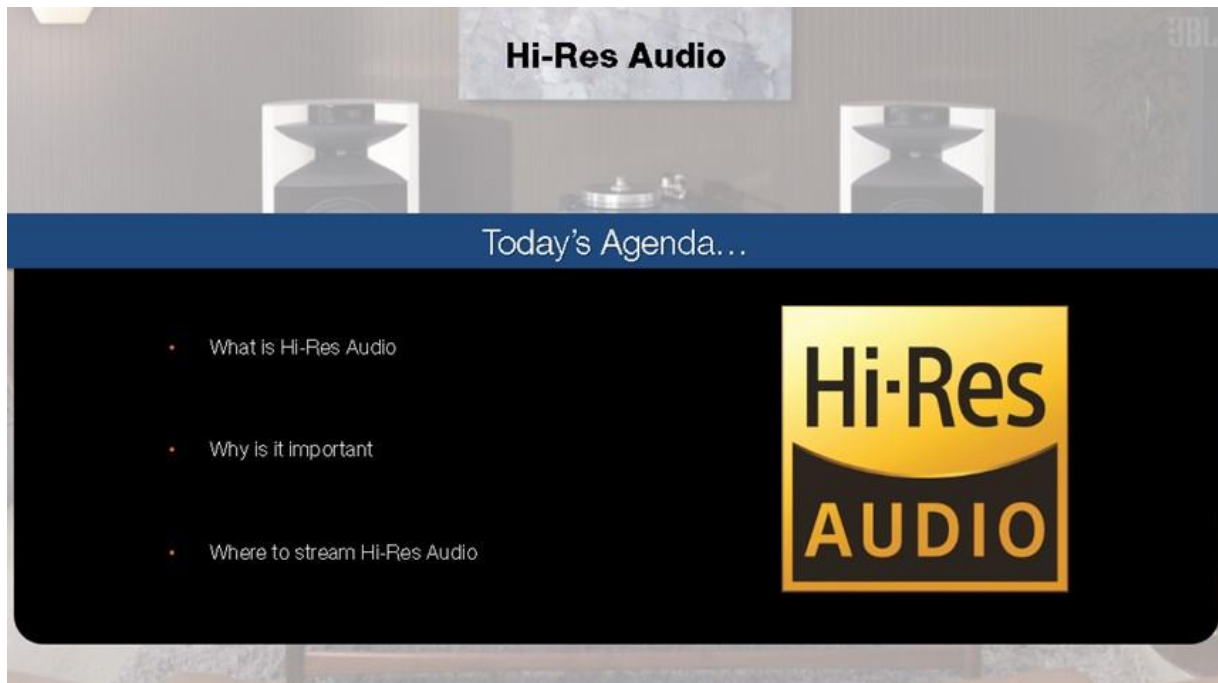 JBL
Hi-Res Audio
Today's Agenda...
• What is Hi-Res Audio
• Why is it important
• Where to stream Hi-Res Audio
Hi-Res
AUDIO